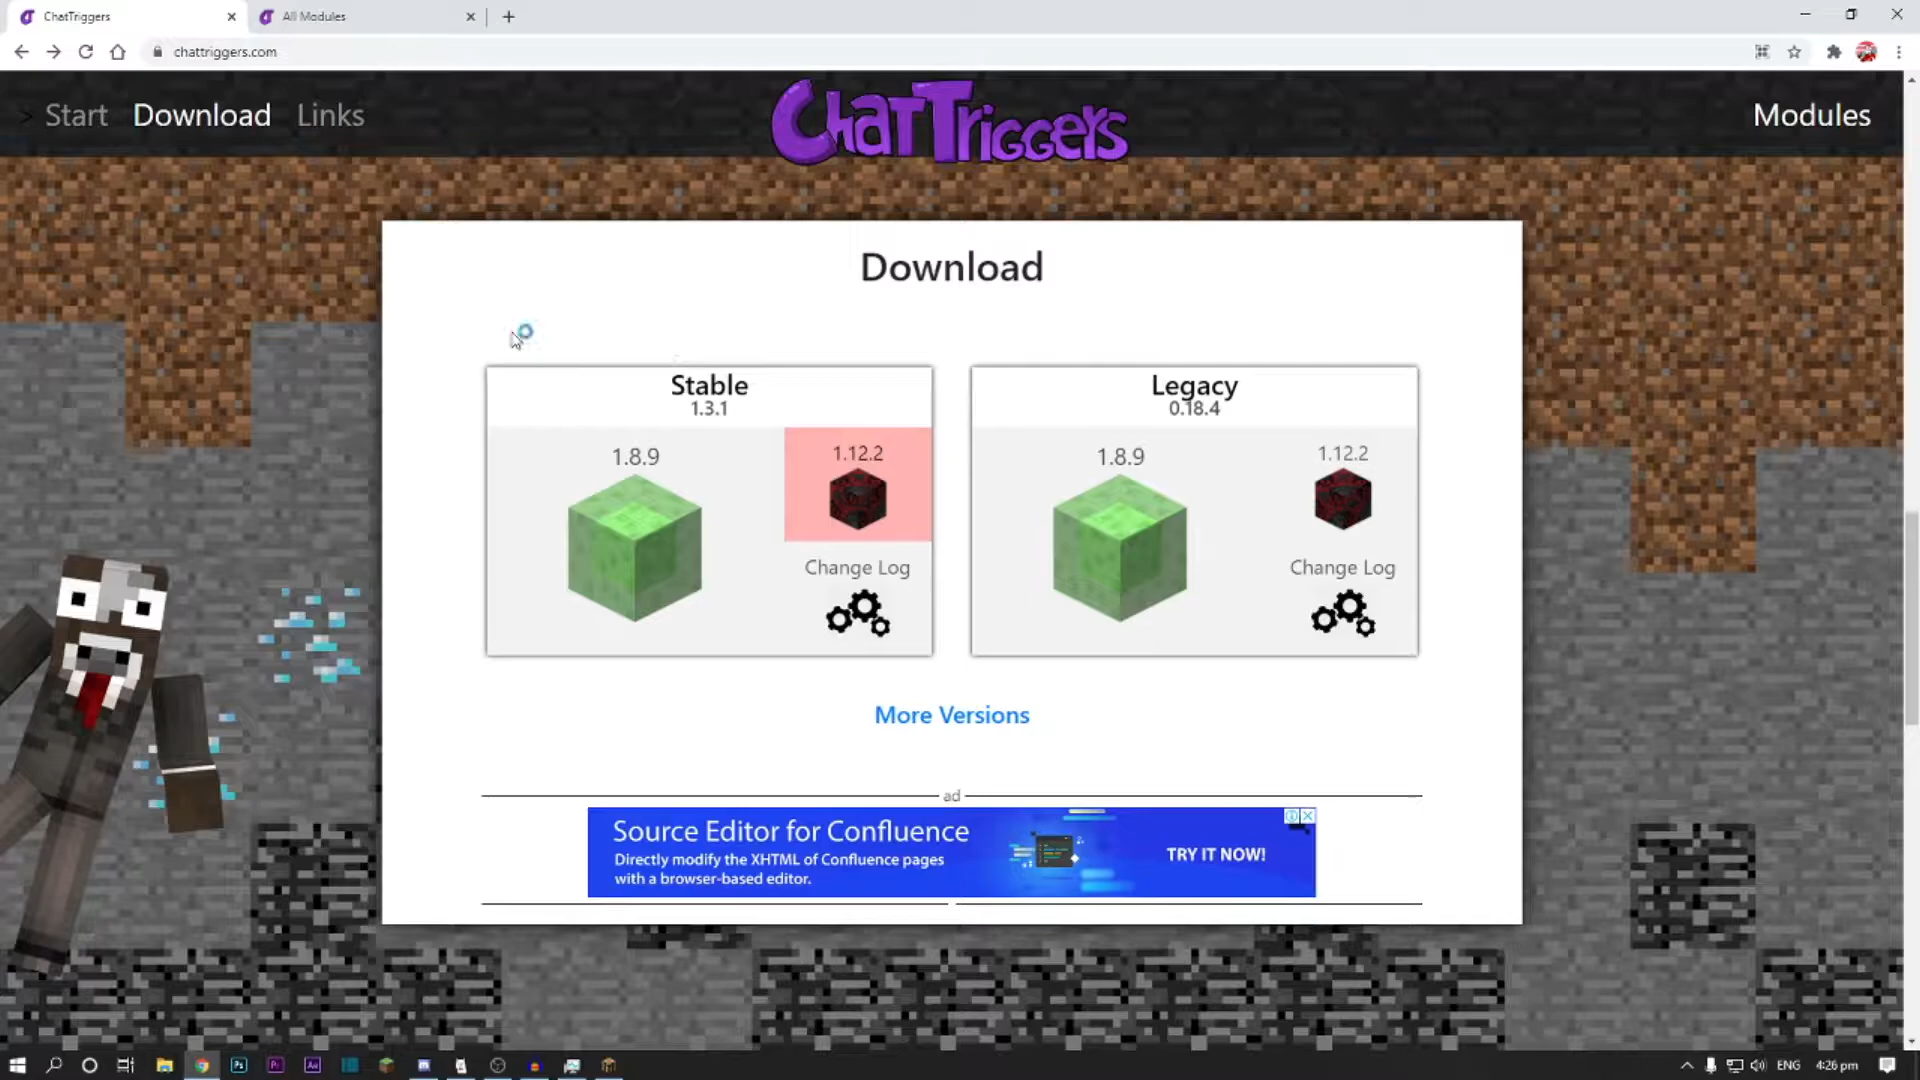 ChatTriggers
All Modules
chattriggers.com
Start
Download
Links
ChatTriggers
Modules
Download
Stable
1.3.1
1.8.9
1.12.2
Change Log
Legacy
0.18.4
1.8.9
1.12.2
Change Log
More Versions
ad
Source Editor for Confluence
Directly modify the XHTML of Confluence pages
with a browser-based editor.
TRY IT NOW!
Ps
Pr
Ae
ENG
4:26 pm